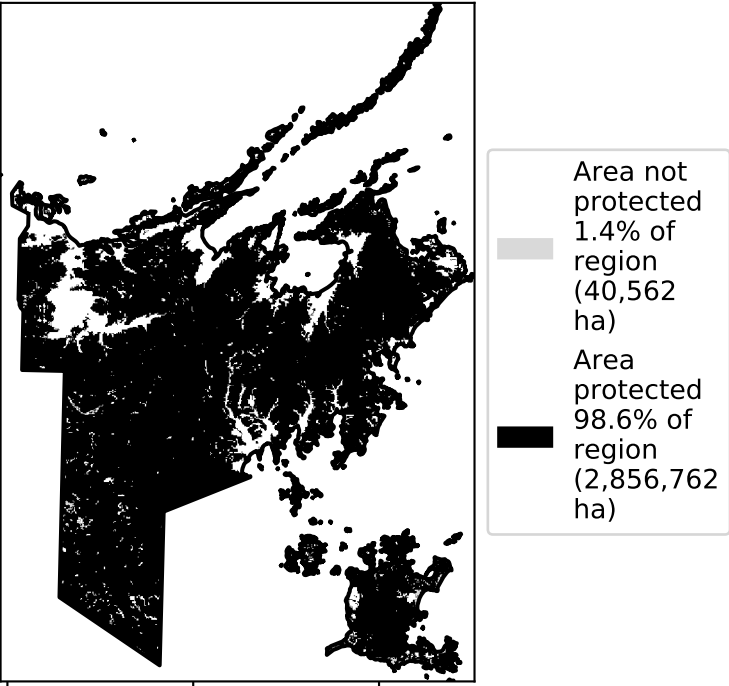 Area not
protected
1.4% of
region
(40,562
ha)
Area
protected
98.6% of
region
(2,856,762
ha)